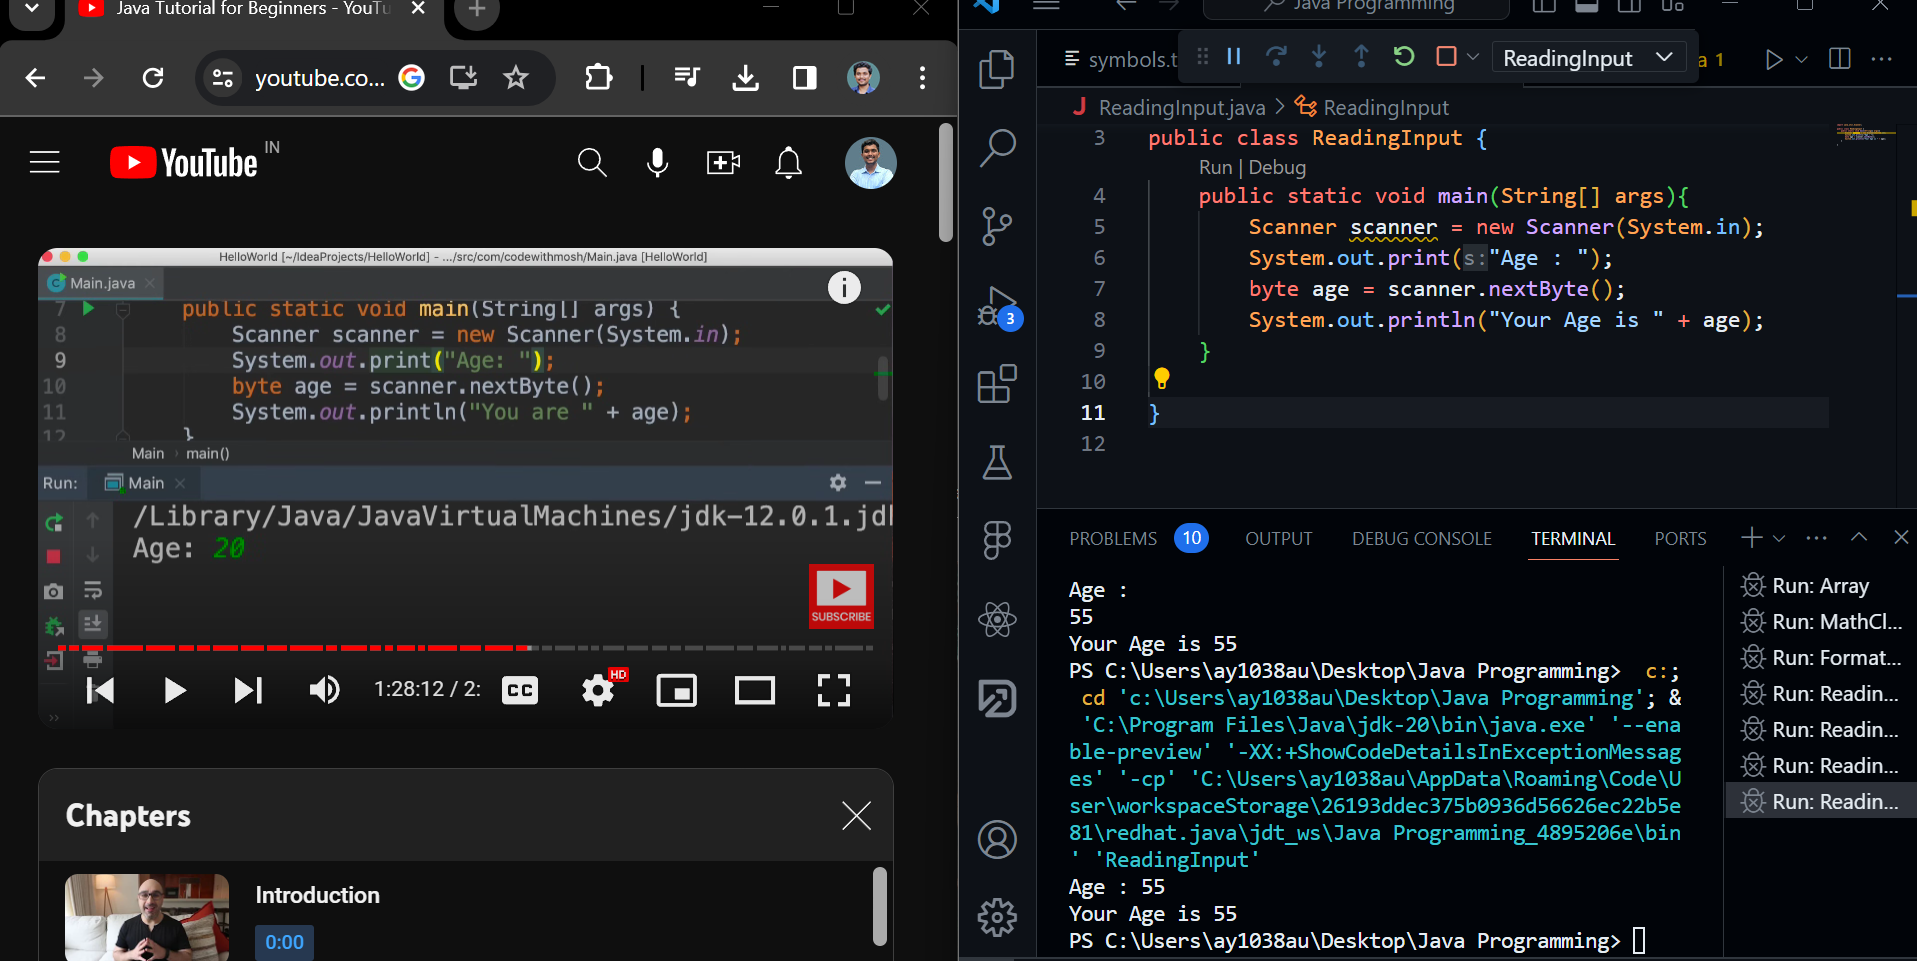 Java Tutorial for Beginners - YouTu
youtube.co...
YouTube IN
HelloWorld [~/IdeaProjects/HelloWorld] - .../src/com/codewithmosh/Main.java [HelloWorld]
Main.java
7 public static void main(String[] args) {
8 Scanner scanner = new Scanner(System.in);
9 System.out.print("Age: ");
10 byte age = scanner.nextByte();
11 System.out.println("You are " + age);
12 }
Main › main()
Run: Main
/Library/Java/JavaVirtualMachines/jdk-12.0.1.jd
Age: 20
SUBSCRIBE
1:28:12 / 2:
CC
HD
Chapters
Introduction
0:00
Java Programming
symbols.t
ReadingInput
a 1
J ReadingInput.java > ReadingInput
3 public class ReadingInput {
Run | Debug
4 public static void main(String[] args){
5 Scanner scanner = new Scanner(System.in);
6 System.out.print(s:"Age : ");
7 byte age = scanner.nextByte();
8 System.out.println("Your Age is " + age);
9 }
10
11 }
12
3
PROBLEMS 10 OUTPUT DEBUG CONSOLE TERMINAL PORTS
Age :
55
Your Age is 55
PS C:\Users\ay1038au\Desktop\Java Programming> c:;
cd 'c:\Users\ay1038au\Desktop\Java Programming'; &
'C:\Program Files\Java\jdk-20\bin\java.exe' '--ena
ble-preview' '-XX:+ShowCodeDetailsInExceptionMessag
es' '-cp' 'C:\Users\ay1038au\AppData\Roaming\Code\U
ser\workspaceStorage\26193ddec375b0936d56626ec22b5e
81\redhat.java\jdt_ws\Java Programming_4895206e\bin
' 'ReadingInput'
Age : 55
Your Age is 55
PS C:\Users\ay1038au\Desktop\Java Programming>
Run: Array
Run: MathCl...
Run: Format...
Run: Readin...
Run: Readin...
Run: Readin...
Run: Readin...